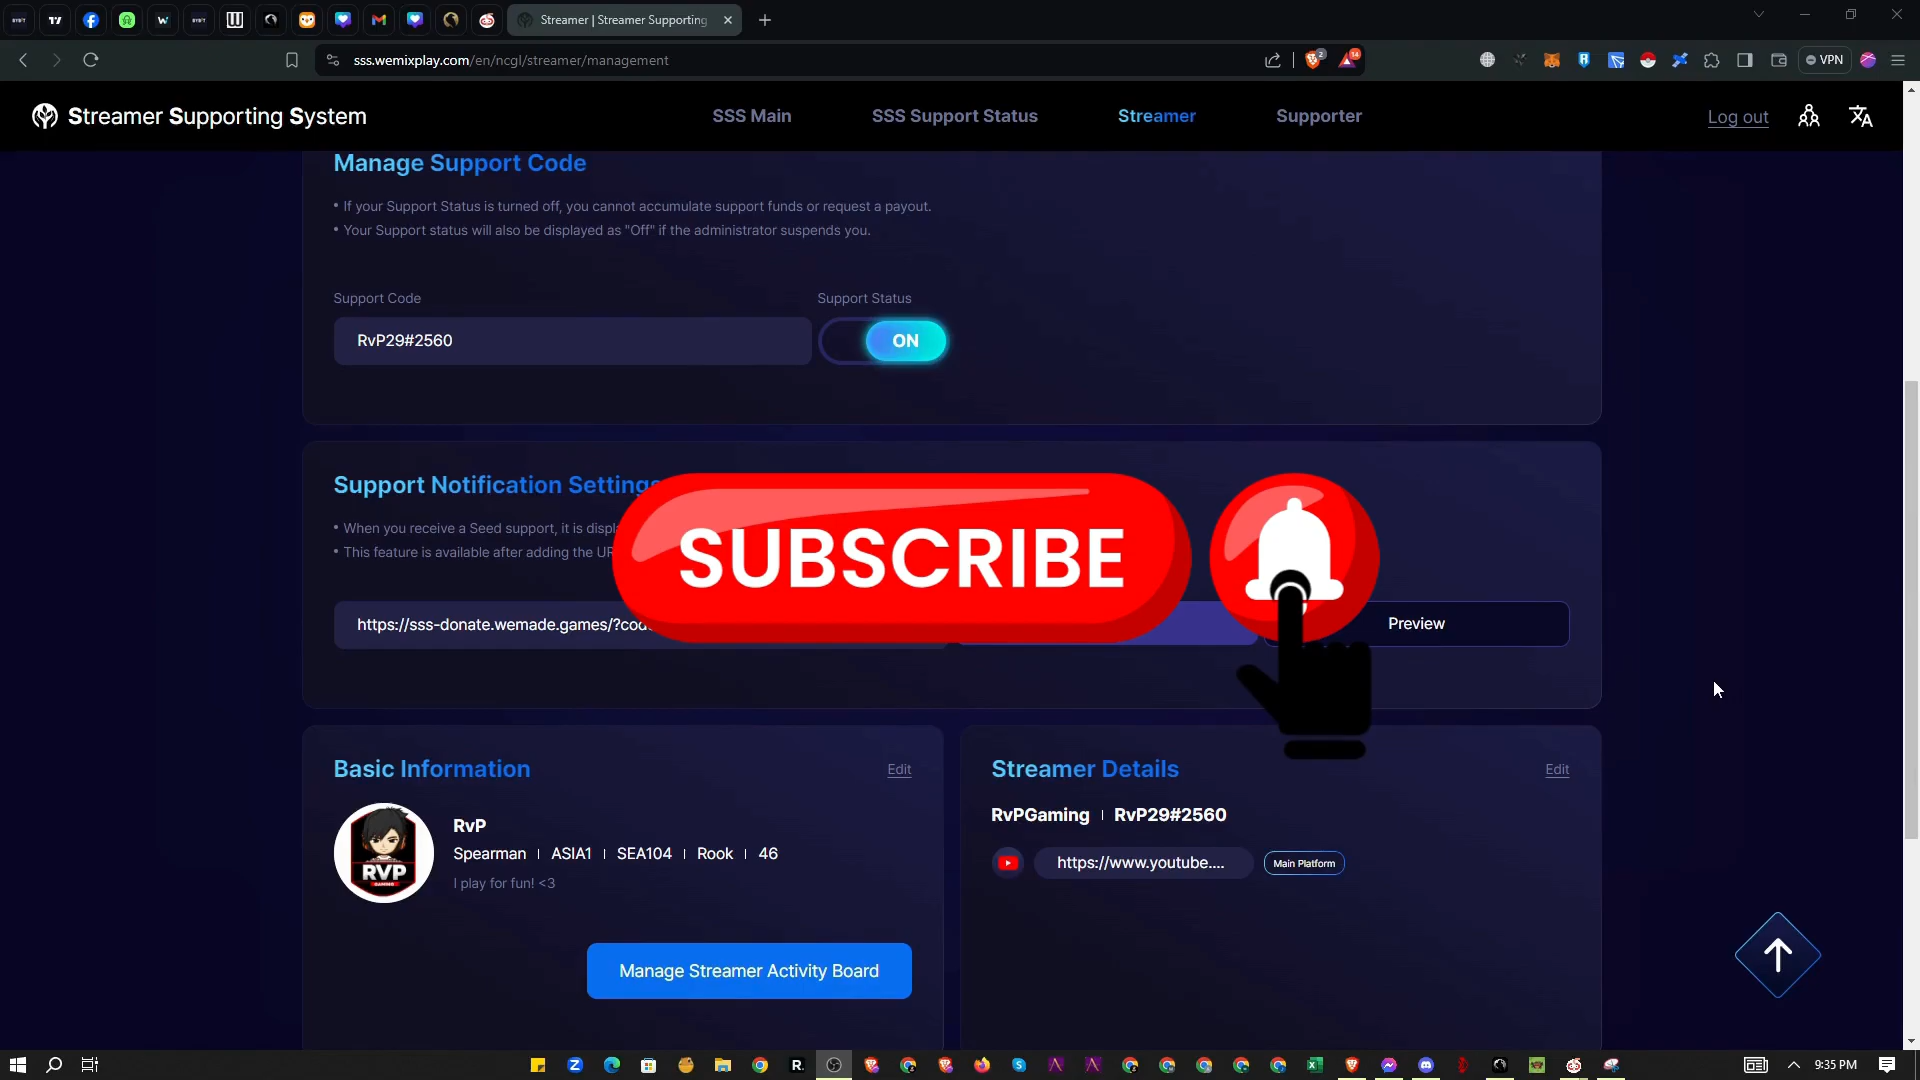 Streamer | Streamer Supporting
sss.wemixplay.com/en/ncgl/streamer/management
2
14
VPN
Streamer Supporting System
SSS Main
SSS Support Status
Streamer
Supporter
Log out
Manage Support Code
• If your Support Status is turned off, you cannot accumulate support funds or request a payout.
• Your Support status will also be displayed as "Off" if the administrator suspends you.
Support Code
Support Status
RvP29#2560
ON
Support Notification Settings
• When you receive a Seed support, it is
• This feature is available after adding the
SUBSCRIBE
https://sss-donate.wemade.games/?cod
Preview
Basic Information
Edit
RvP
Spearman | ASIA1 | SEA104 | Rook | 46
I play for fun! <3
RVP
Manage Streamer Activity Board
Streamer Details
Edit
RvPGaming | RvP29#2560
https://www.youtube....
Main Platform
9:35 PM